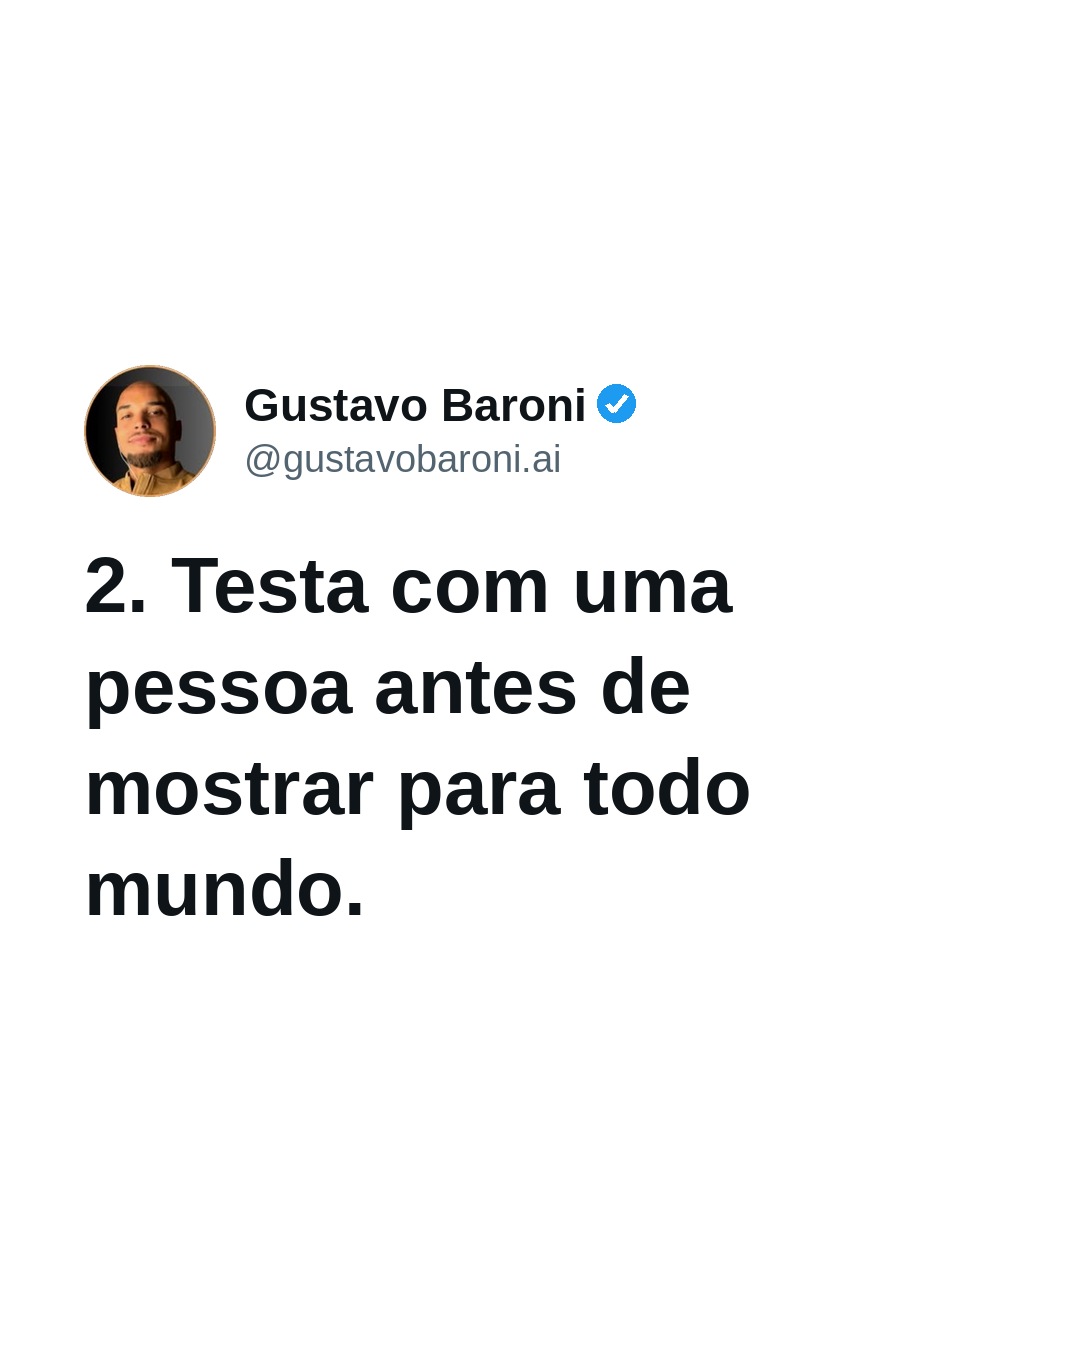 Gustavo Baroni
@gustavobaroni.ai
2. Testa com uma
pessoa antes de
mostrar para todo
mundo.